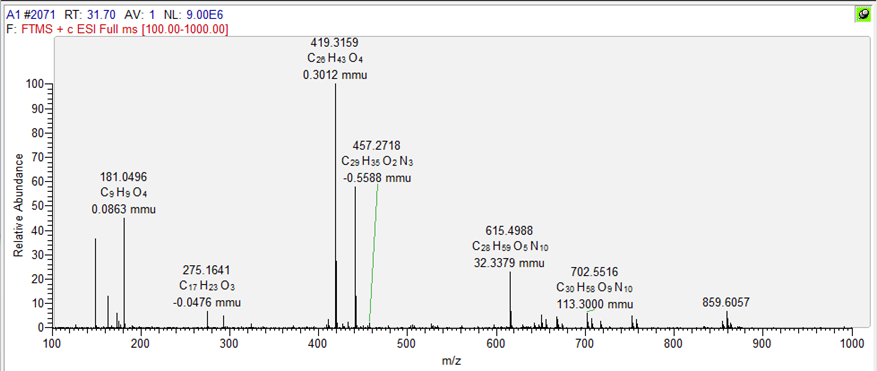 A1 #2071 RT: 31.70 AV: 1 NL: 9.00E6
F: FTMS + c ESI Full ms [100.00-1000.00]
419.3159
C26 H43 O4
0.3012 mmu
457.2718
C29 H35 O2 N3
-0.5588 mmu
181.0496
C9 H9 O4
0.0863 mmu
275.1641
C17 H23 O3
-0.0476 mmu
615.4988
C28 H59 O5 N10
32.3379 mmu
702.5516
C30 H58 O9 N10
113.3000 mmu
859.6057
Relative Abundance
100
90
80
70
60
50
40
30
20
10
0
100 200 300 400 500 600 700 800 900 1000
m/z